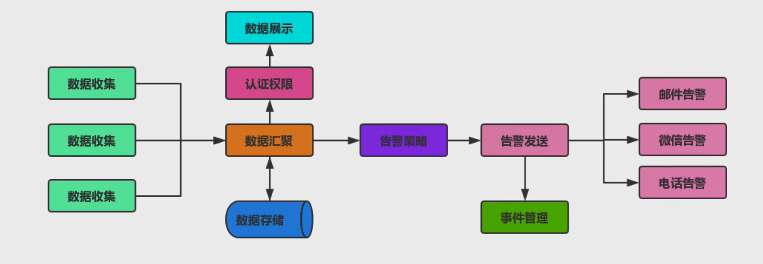 数据展示
数据收集
认证权限
邮件告警
数据收集
数据汇聚
告警策略
告警发送
微信告警
数据收集
电话告警
数据存储
事件管理